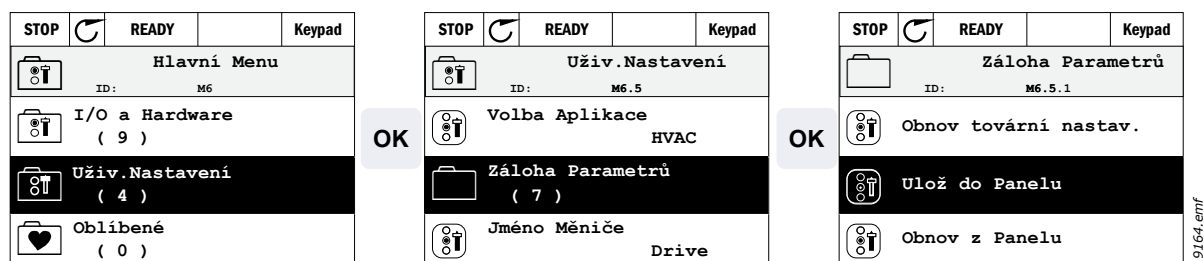 STOP READY Keypad
Hlavní Menu
ID: M6
I/O a Hardware
( 9 )
Uživ.Nastavení
( 4 )
Oblíbené
( 0 )
OK
STOP READY Keypad
Uživ.Nastavení
ID: M6.5
Volba Aplikace
HVAC
Záloha Parametrů
( 7 )
Jméno Měniče
Drive
OK
STOP READY Keypad
Záloha Parametrů
ID: M6.5.1
Obnov tovární nastav.
Ulož do Panelu
Obnov z Panelu
9164.emf